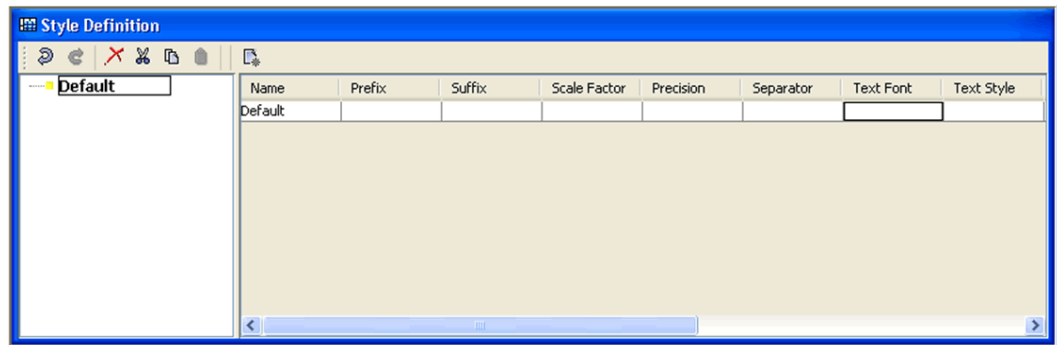 Style Definition
Default
Name Prefix Suffix Scale Factor Precision Separator Text Font Text Style
Default